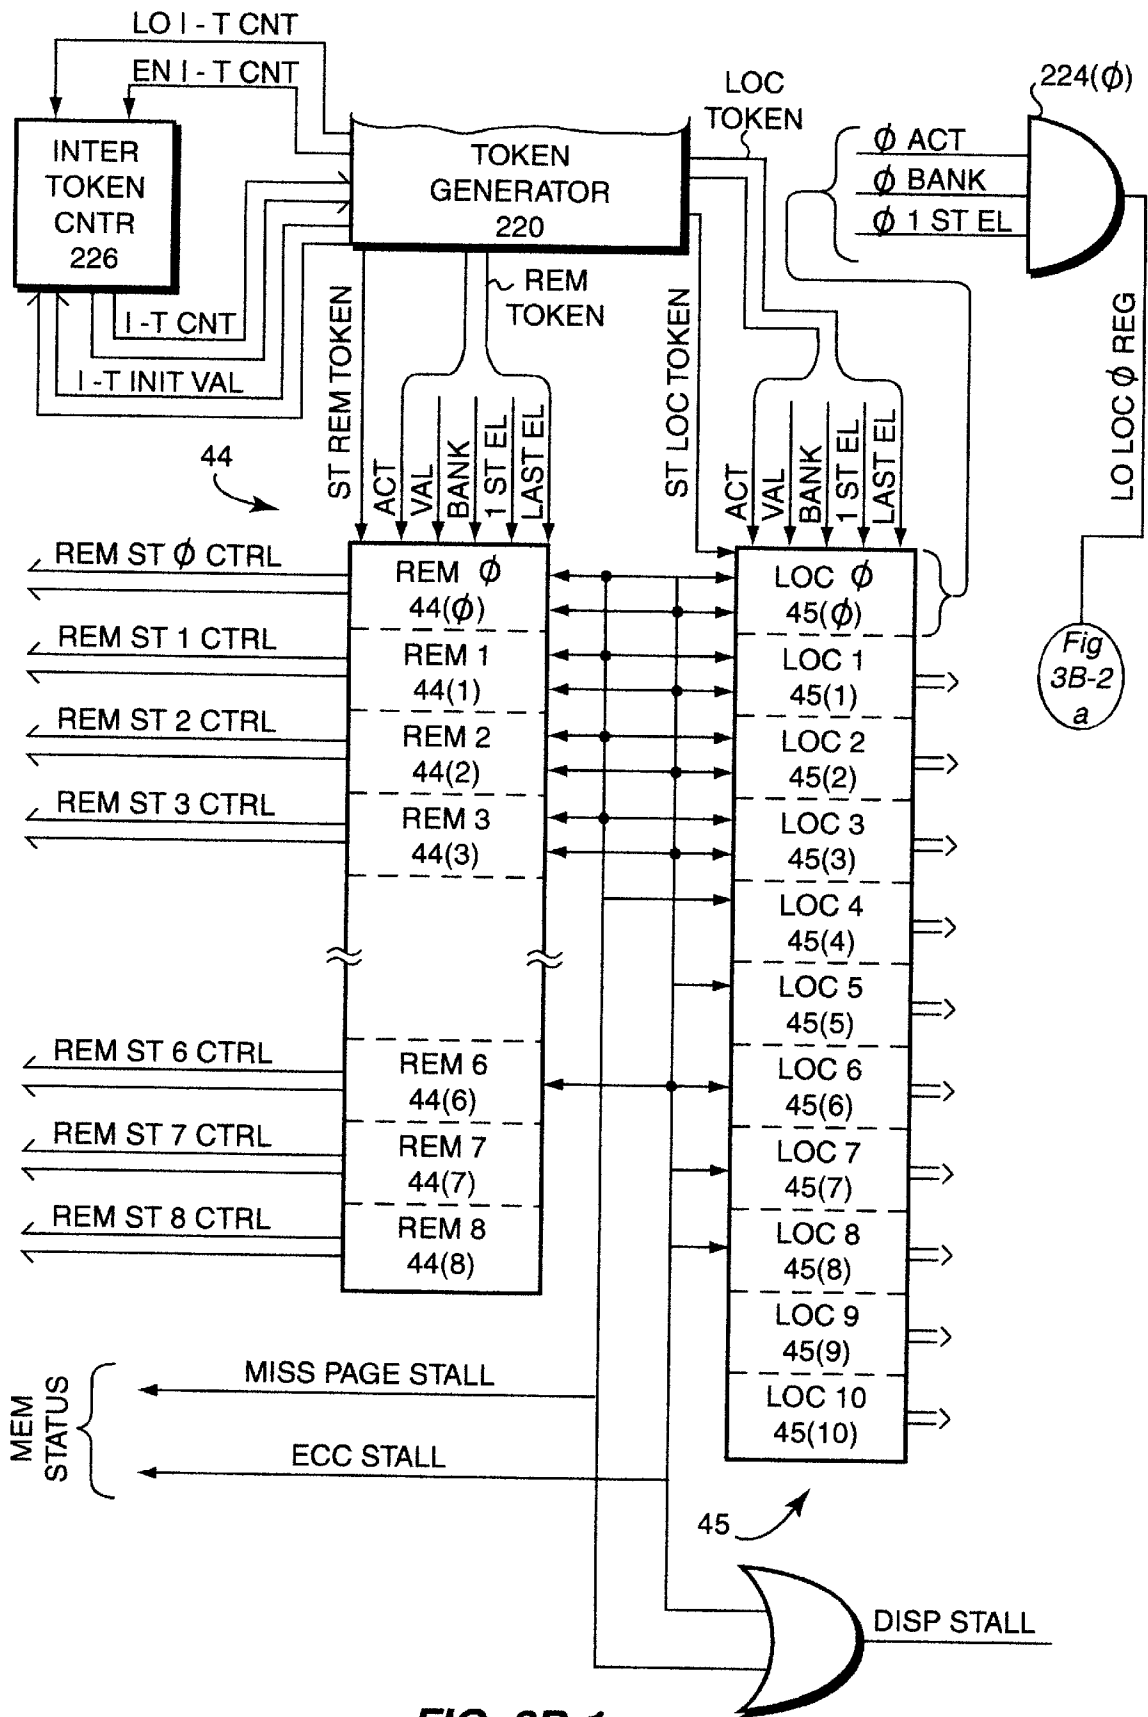 LO I - T CNT
EN I - T CNT
INTER
TOKEN
CNTR
226
I - T CNT
I - T INIT VAL
TOKEN
GENERATOR
220
LOC
TOKEN
REM
TOKEN
ST REM TOKEN
ST LOC TOKEN
224(ϕ)
ϕ ACT
ϕ BANK
ϕ 1 ST EL
LO LOC ϕ REG
Fig
3B-2
a
44
ACT
VAL
BANK
1 ST EL
LAST EL
ACT
VAL
BANK
1 ST EL
LAST EL
REM ST ϕ CTRL
REM ST 1 CTRL
REM ST 2 CTRL
REM ST 3 CTRL
REM ST 6 CTRL
REM ST 7 CTRL
REM ST 8 CTRL
REM ϕ
44(ϕ)
REM 1
44(1)
REM 2
44(2)
REM 3
44(3)
REM 6
44(6)
REM 7
44(7)
REM 8
44(8)
LOC ϕ
45(ϕ)
LOC 1
45(1)
LOC 2
45(2)
LOC 3
45(3)
LOC 4
45(4)
LOC 5
45(5)
LOC 6
45(6)
LOC 7
45(7)
LOC 8
45(8)
LOC 9
45(9)
LOC 10
45(10)
MEM
STATUS
MISS PAGE STALL
ECC STALL
45
DISP STALL